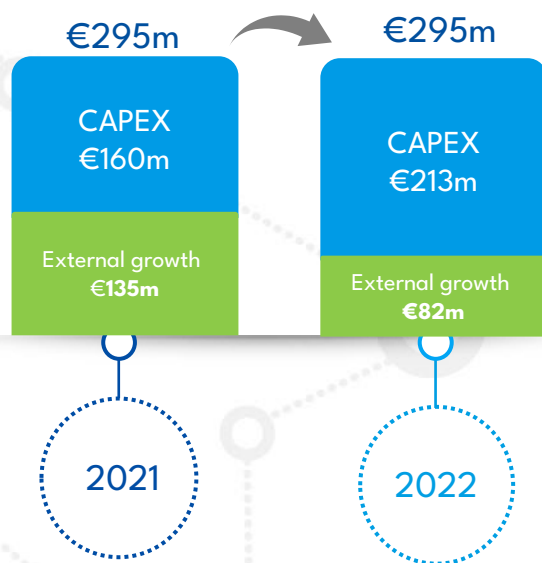 €295m
CAPEX
€160m
External growth
€135m
2021
€295m
CAPEX
€213m
External growth
€82m
2022